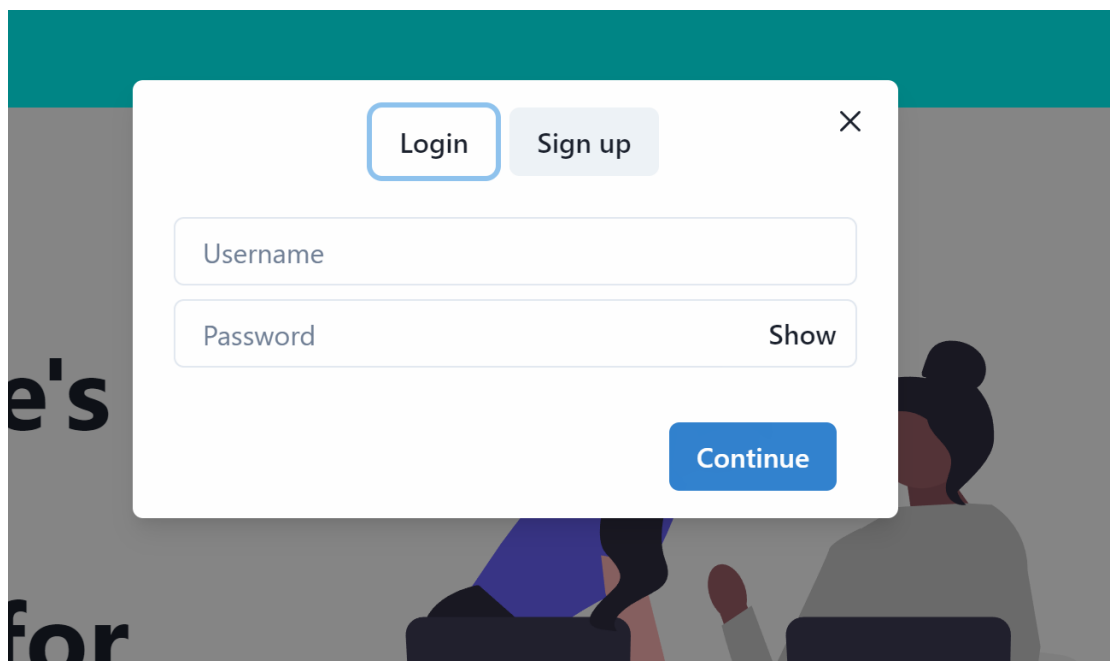 Login Sign up
Username
Password Show
e's
Continue
for